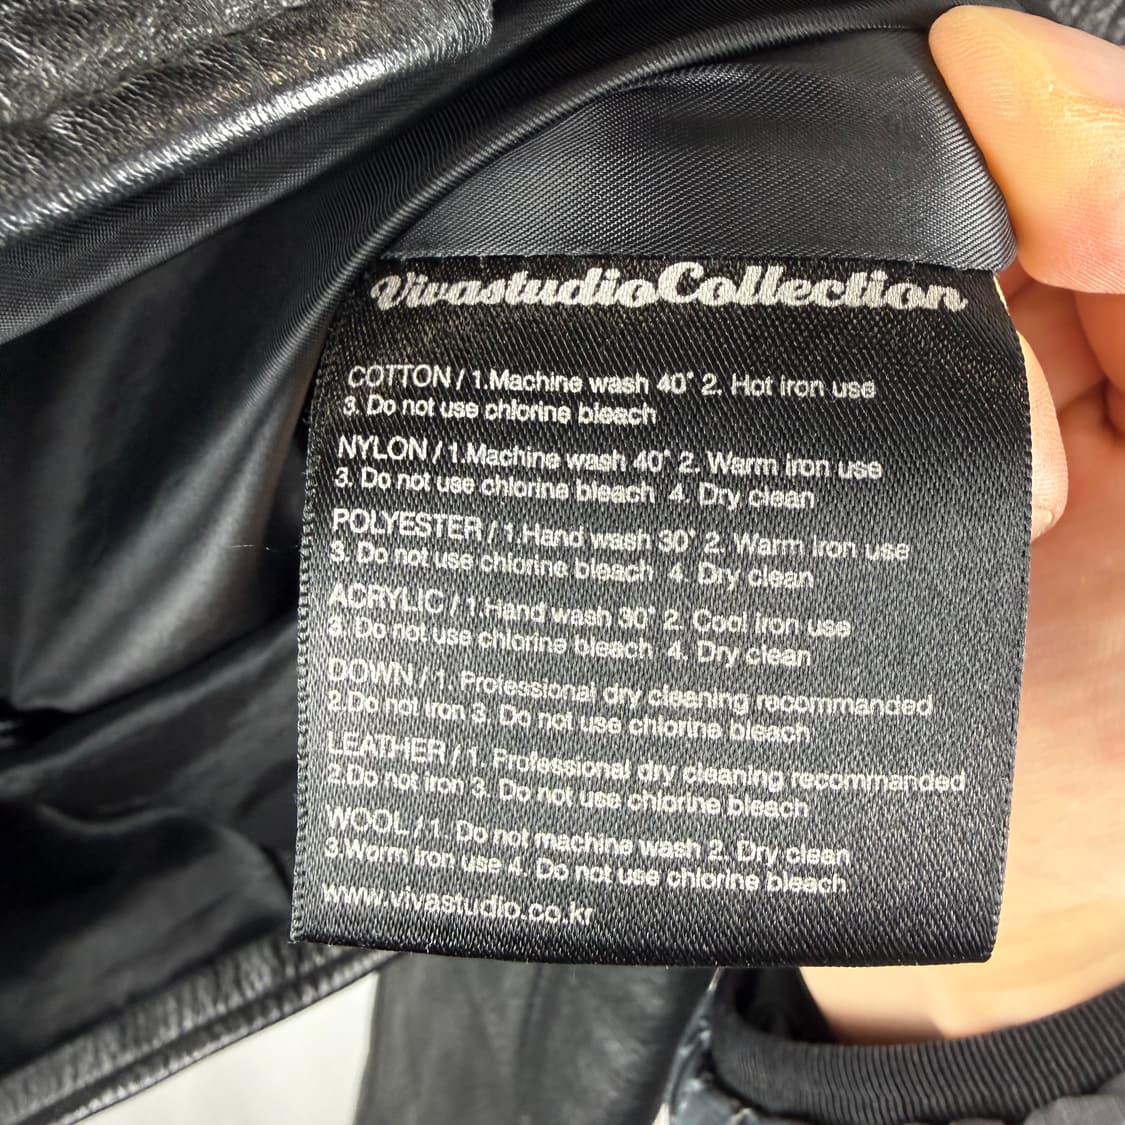 VivastudioCollection
COTTON / 1.Machine wash 40° 2. Hot iron use
3. Do not use chlorine bleach
NYLON / 1.Machine wash 40° 2. Warm iron use
3. Do not use chlorine bleach 4. Dry clean
POLYESTER / 1.Hand wash 30° 2. Warm iron use
3. Do not use chlorine bleach 4. Dry clean
ACRYLIC / 1.Hand wash 30° 2. Cool iron use
3. Do not use chlorine bleach 4. Dry clean
DOWN / 1. Professional dry cleaning recommanded
2.Do not iron 3. Do not use chlorine bleach
LEATHER / 1. Professional dry cleaning recommanded
2.Do not iron 3. Do not use chlorine bleach
WOOL / 1. Do not machine wash 2. Dry clean
3.Worm iron use 4. Do not use chlorine bleach
www.vivastudio.co.kr